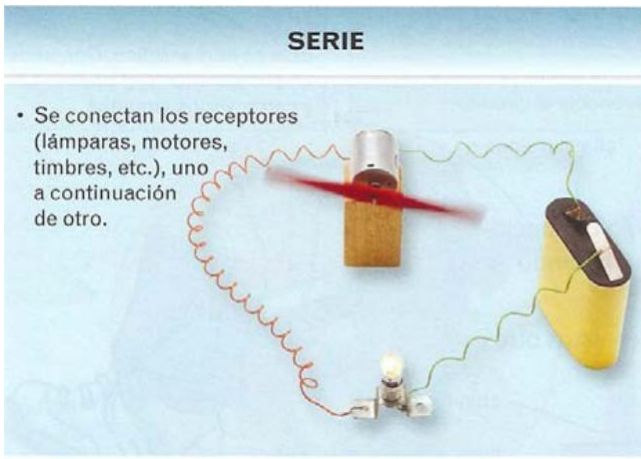 SERIE
• Se conectan los receptores
(lámparas, motores,
timbres, etc.), uno
a continuación
de otro.